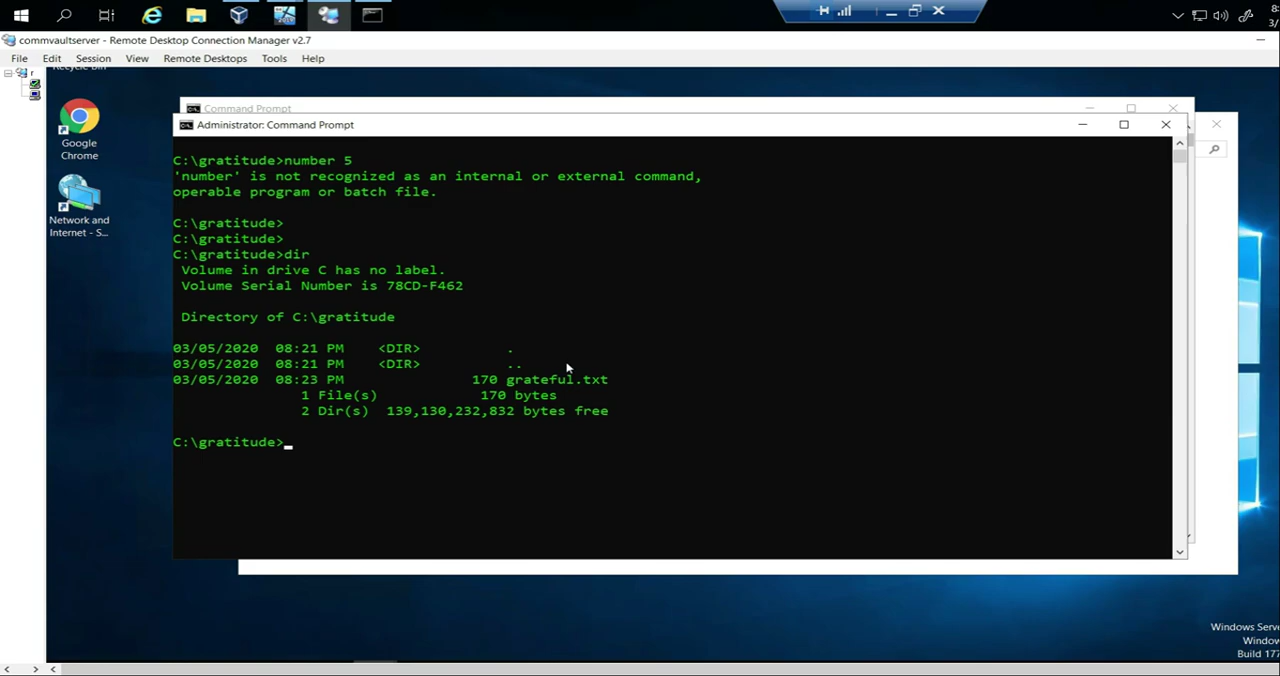 8:
3/
commvaultserver - Remote Desktop Connection Manager v2.7
File Edit Session View Remote Desktops Tools Help
r
Google
Chrome
Network and
Internet - S...
Command Prompt
Administrator: Command Prompt
C:\gratitude>number 5
'number' is not recognized as an internal or external command,
operable program or batch file.
C:\gratitude>
C:\gratitude>
C:\gratitude>dir
Volume in drive C has no label.
Volume Serial Number is 78CD-F462
Directory of C:\gratitude
03/05/2020 08:21 PM <DIR> .
03/05/2020 08:21 PM <DIR> ..
03/05/2020 08:23 PM 170 grateful.txt
1 File(s) 170 bytes
2 Dir(s) 139,130,232,832 bytes free
C:\gratitude>
Windows Serve
Window
Build 177